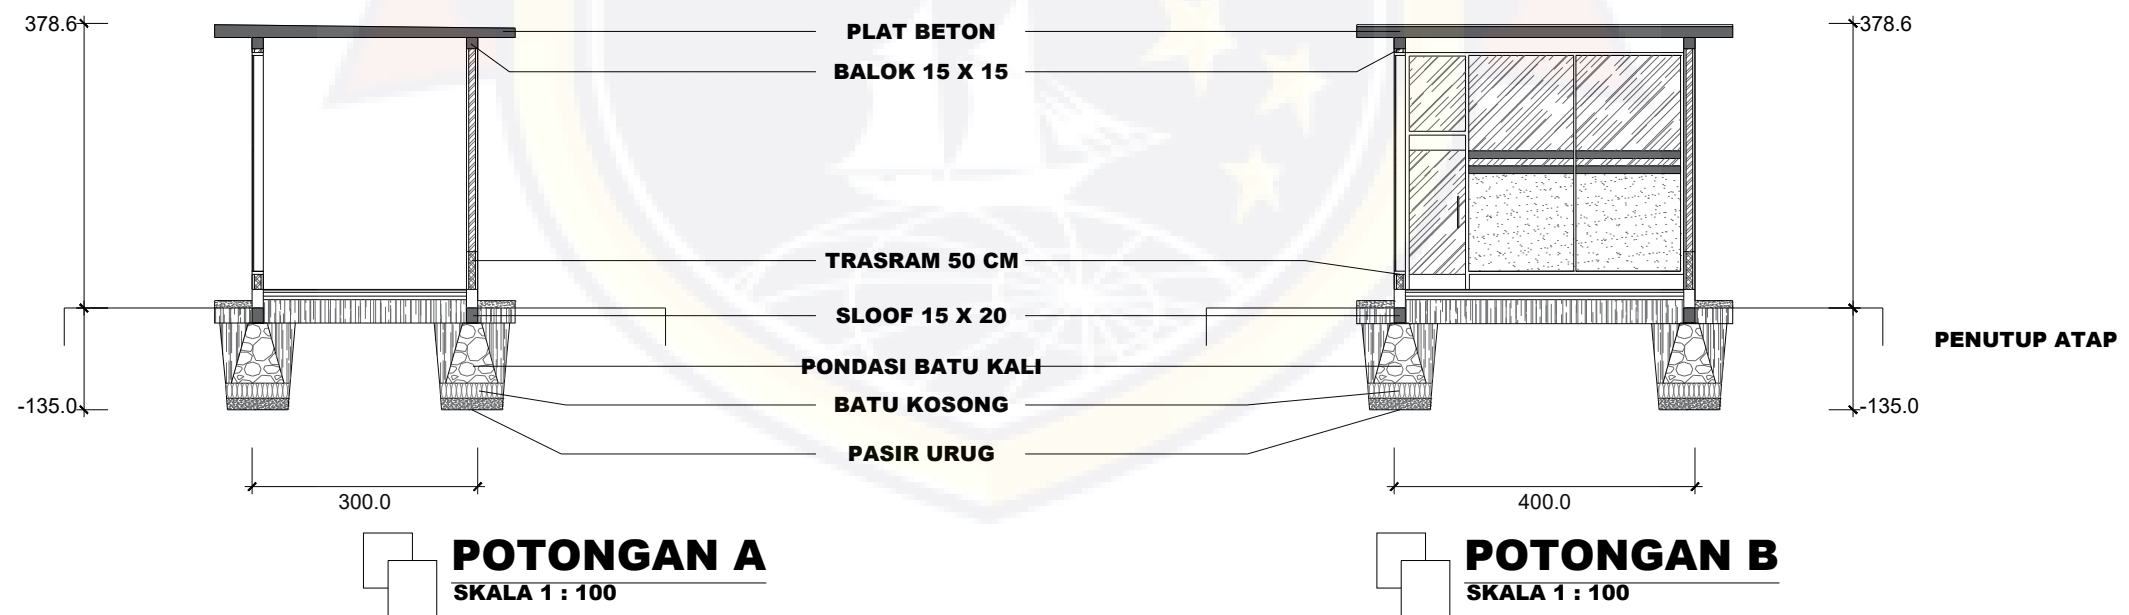 378.6
PLAT BETON
378.6
BALOK 15 X 15
TRASRAM 50 CM
SLOOF 15 X 20
PENUTUP ATAP
PONDASI BATU KALI
-135.0
BATU KOSONG
-135.0
PASIR URUG
300.0
400.0
POTONGAN A
SKALA 1 : 100
POTONGAN B
SKALA 1 : 100